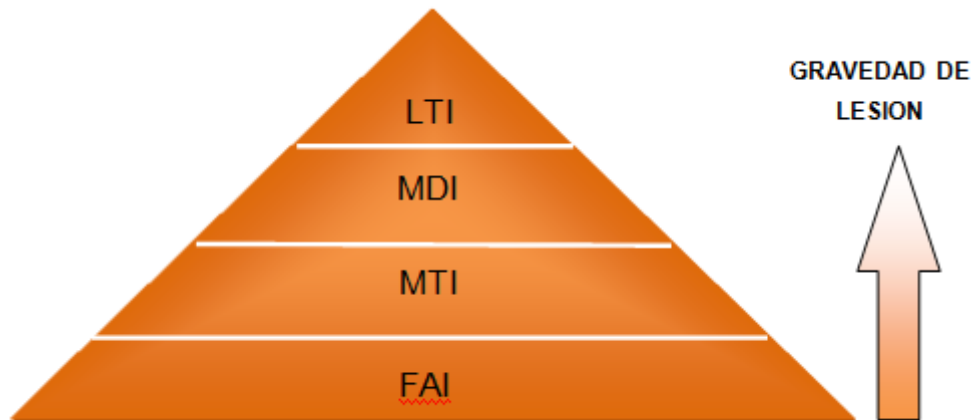 LTI
MDI
MTI
FAI
GRAVEDAD DE
LESION